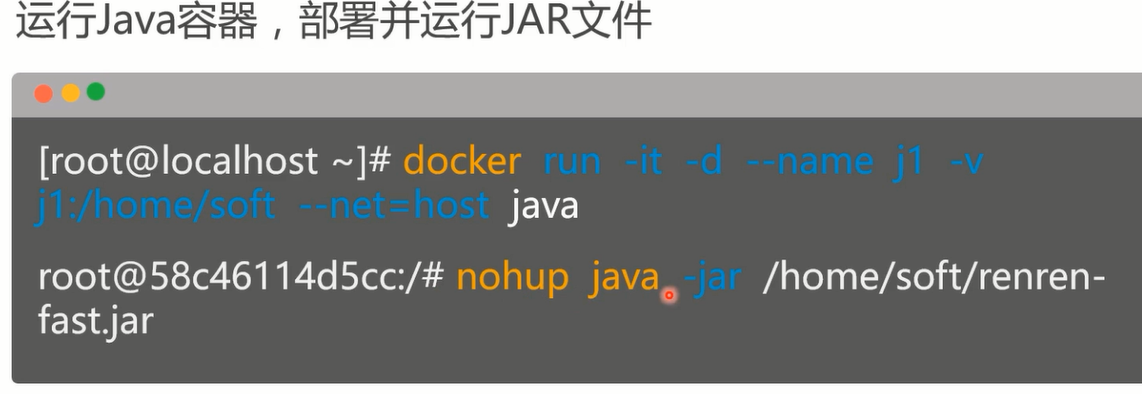 运行Java容器，部署并运行JAR文件
[root@localhost ~]# docker run -it -d --name j1 -v
j1:/home/soft --net=host java
root@58c46114d5cc:/# nohup java -jar /home/soft/renren-
fast.jar